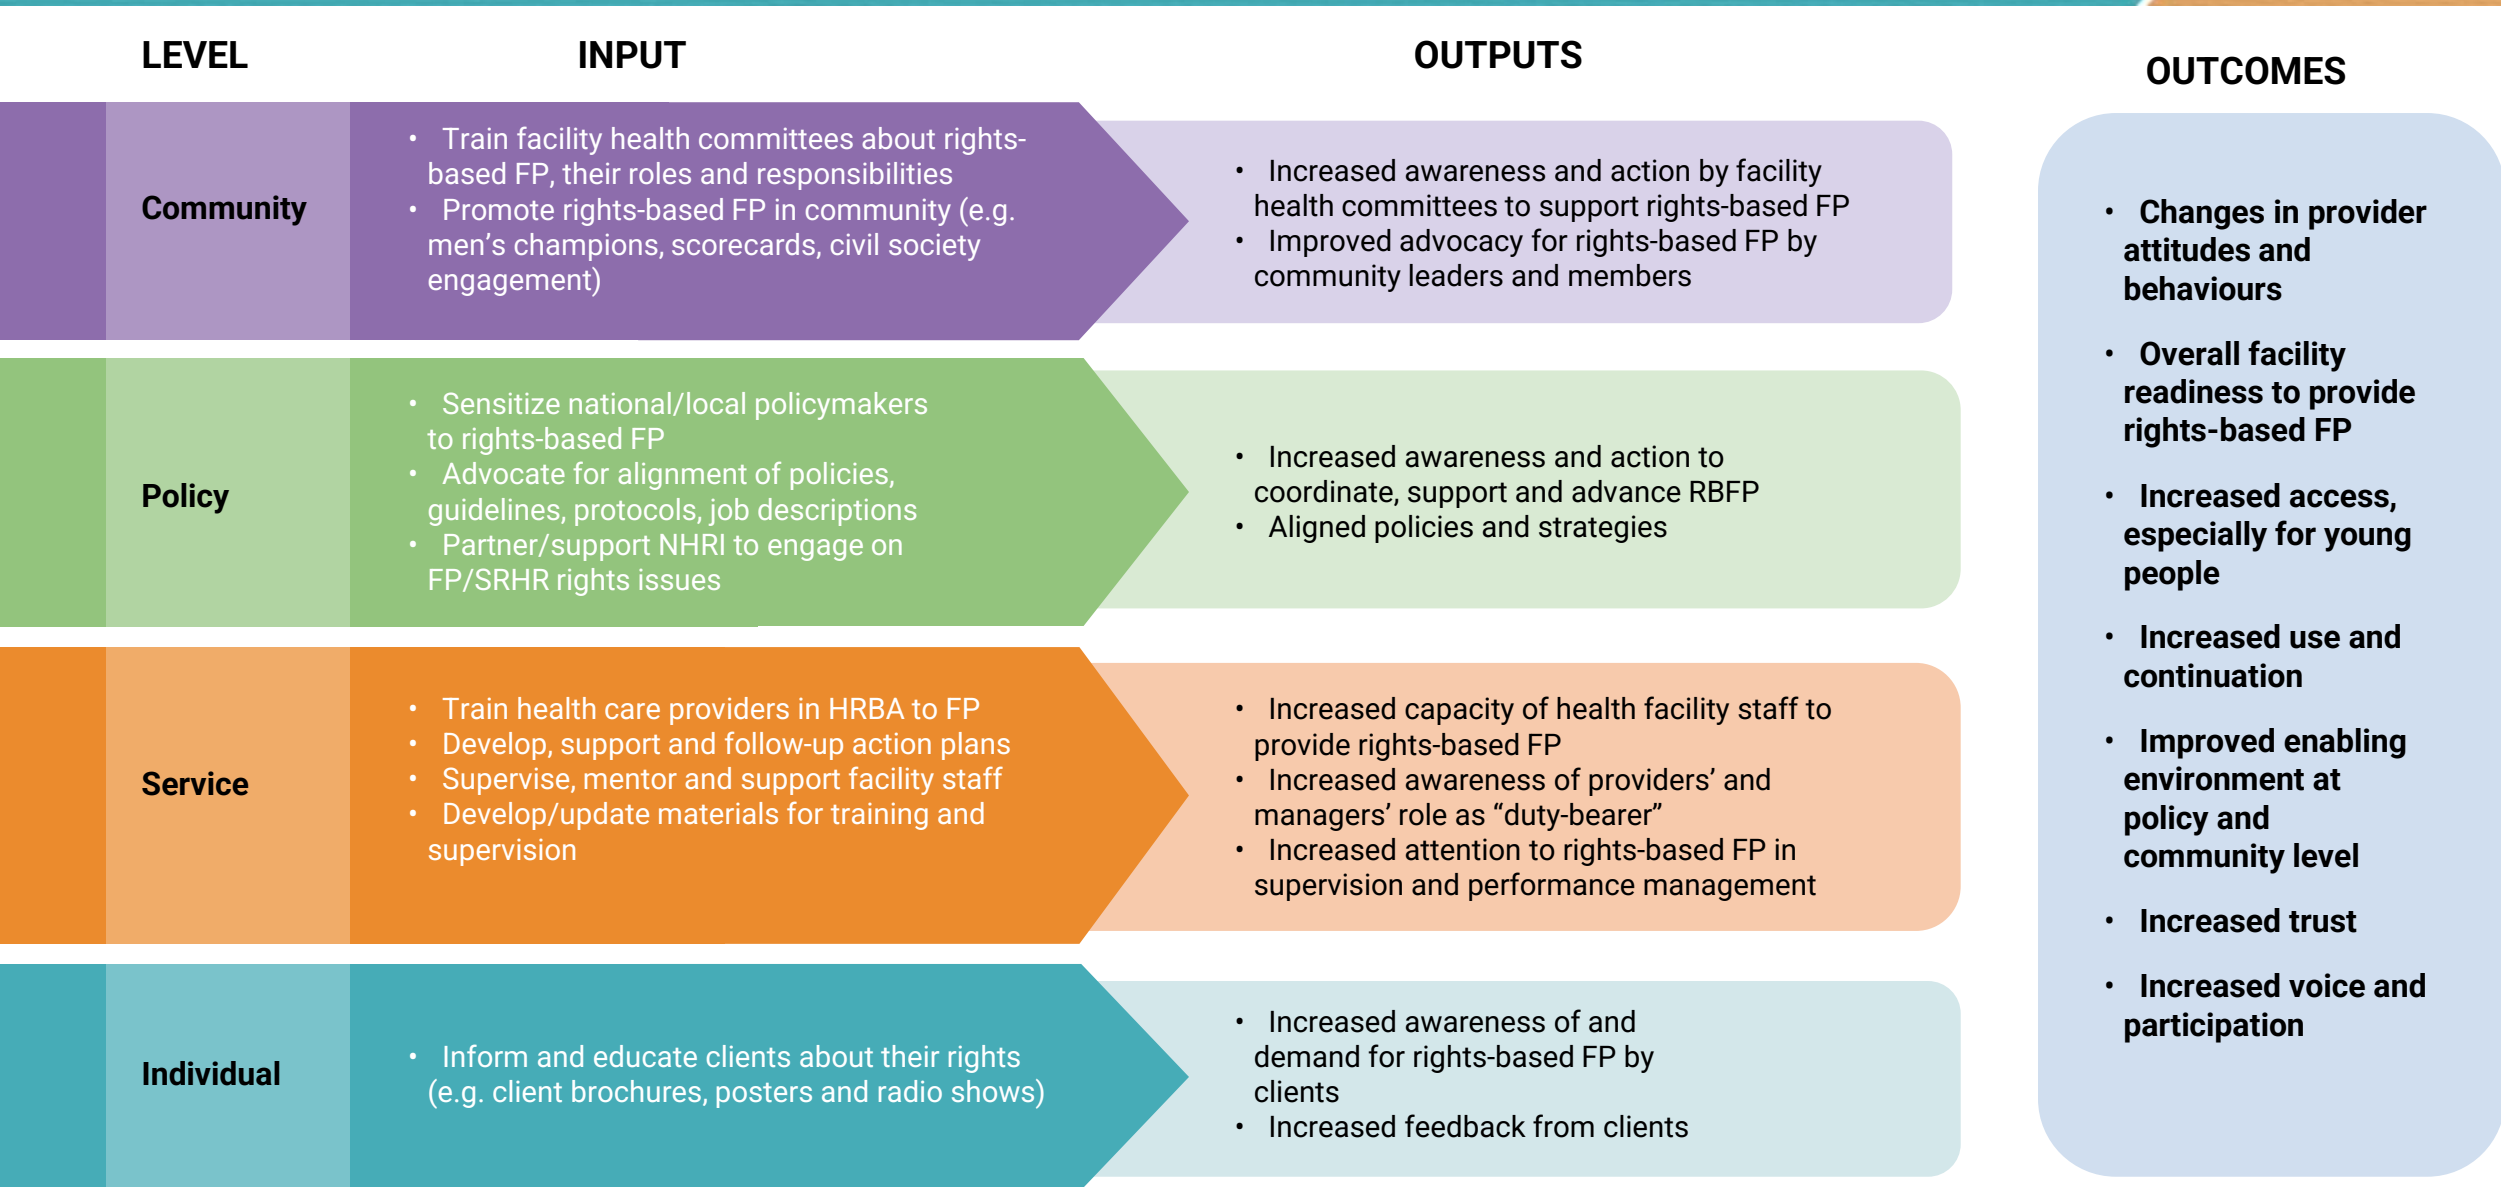 LEVEL
INPUT
OUTPUTS
OUTCOMES
Community
• Train facility health committees about rights-
based FP, their roles and responsibilities
• Promote rights-based FP in community (e.g.
men’s champions, scorecards, civil society
engagement)
• Increased awareness and action by facility
health committees to support rights-based FP
• Improved advocacy for rights-based FP by
community leaders and members
Policy
• Sensitize national/local policymakers
to rights-based FP
• Advocate for alignment of policies,
guidelines, protocols, job descriptions
• Partner/support NHRI to engage on
FP/SRHR rights issues
• Increased awareness and action to
coordinate, support and advance RBFP
• Aligned policies and strategies
Service
• Train health care providers in HRBA to FP
• Develop, support and follow-up action plans
• Supervise, mentor and support facility staff
• Develop/update materials for training and
supervision
• Increased capacity of health facility staff to
provide rights-based FP
• Increased awareness of providers’ and
managers’ role as “duty-bearer”
• Increased attention to rights-based FP in
supervision and performance management
Individual
• Inform and educate clients about their rights
(e.g. client brochures, posters and radio shows)
• Increased awareness of and
demand for rights-based FP by
clients
• Increased feedback from clients
• Changes in provider
attitudes and
behaviours
• Overall facility
readiness to provide
rights-based FP
• Increased access,
especially for young
people
• Increased use and
continuation
• Improved enabling
environment at
policy and
community level
• Increased trust
• Increased voice and
participation